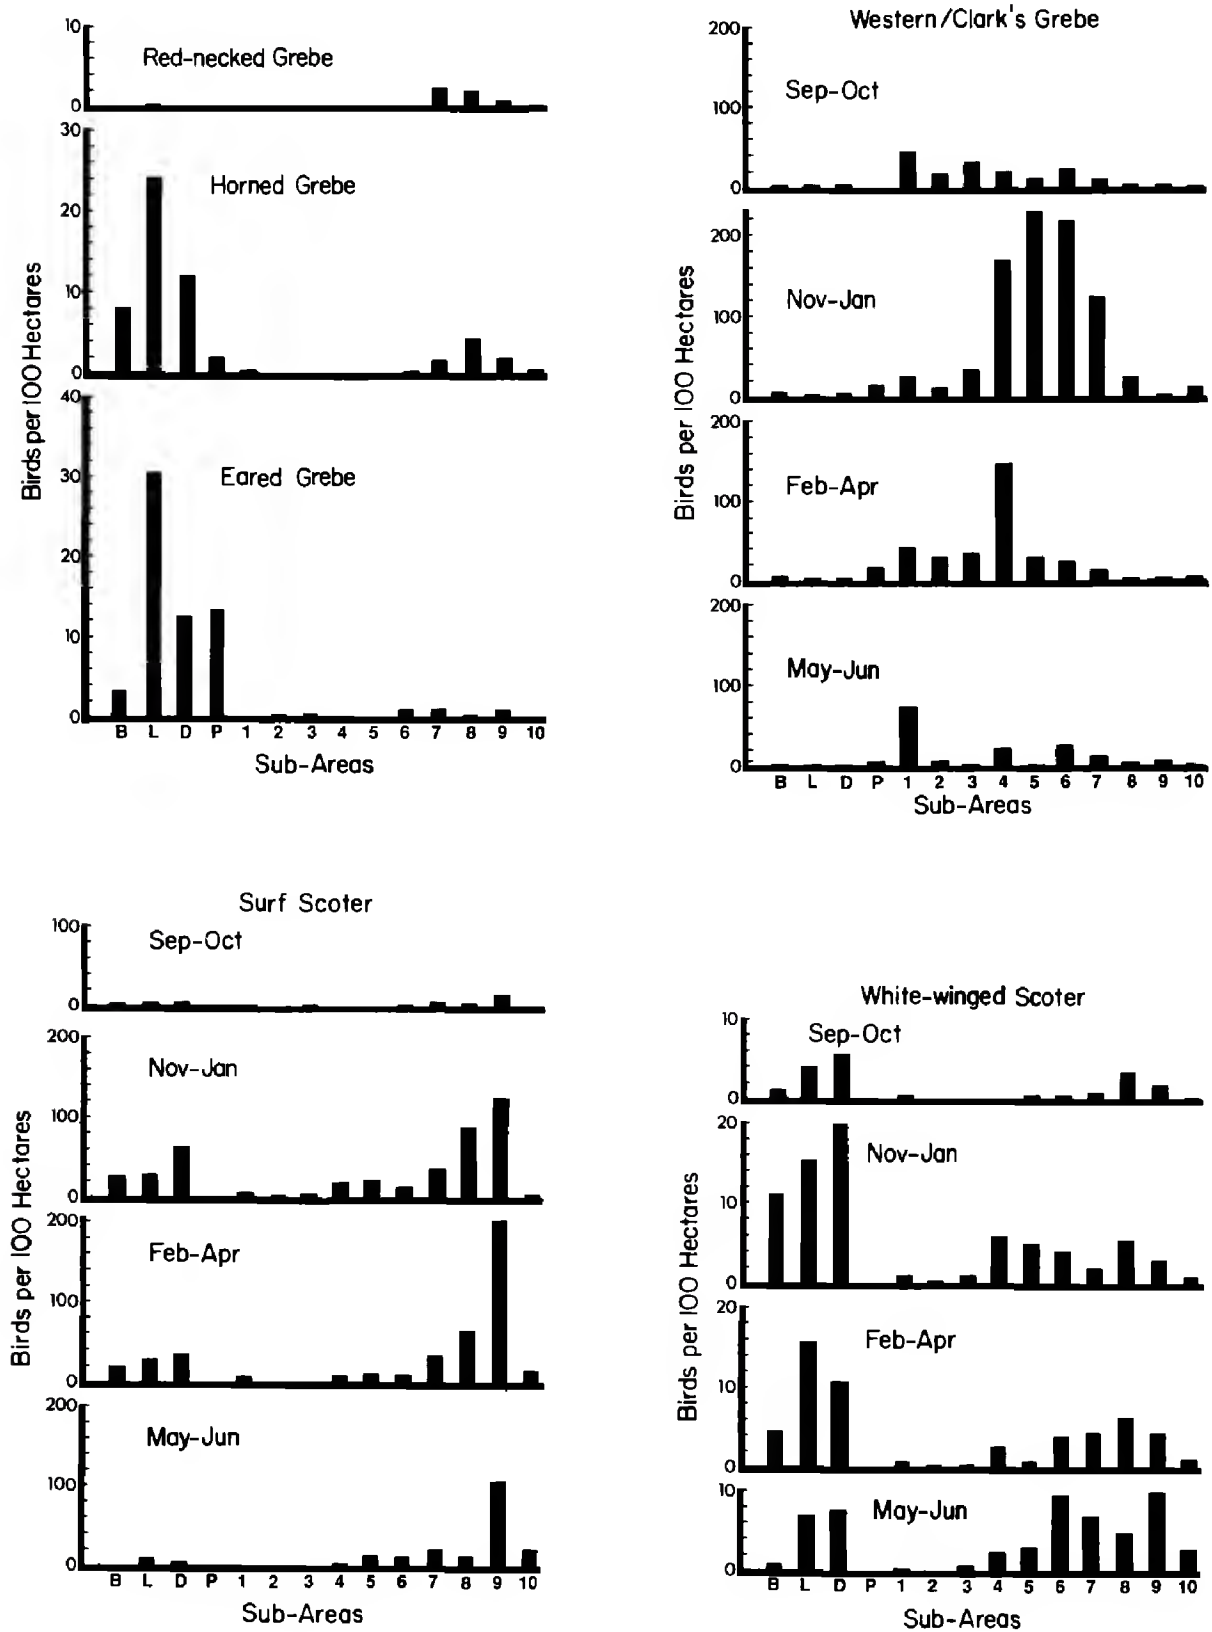 Red-necked Grebe
10
0
Horned Grebe
30
20
10
0
Eared Grebe
40
30
20
10
0
Birds per 100 Hectares
B L D P 1 2 3 4 5 6 7 8 9 10
Sub-Areas
Western/Clark's Grebe
200
Sep-Oct
100
0
200
Nov-Jan
100
0
200
Feb-Apr
100
0
200
May-Jun
100
0
Birds per 100 Hectares
B L D P 1 2 3 4 5 6 7 8 9 10
Sub-Areas
Surf Scoter
100
Sep-Oct
0
200
Nov-Jan
100
0
200
Feb-Apr
100
0
200
May-Jun
100
0
Birds per 100 Hectares
B L D P 1 2 3 4 5 6 7 8 9 10
Sub-Areas
White-winged Scoter
10
Sep-Oct
0
20
Nov-Jan
10
0
20
Feb-Apr
10
0
10
May-Jun
0
Birds per 100 Hectares
B L D P 1 2 3 4 5 6 7 8 9 10
Sub-Areas